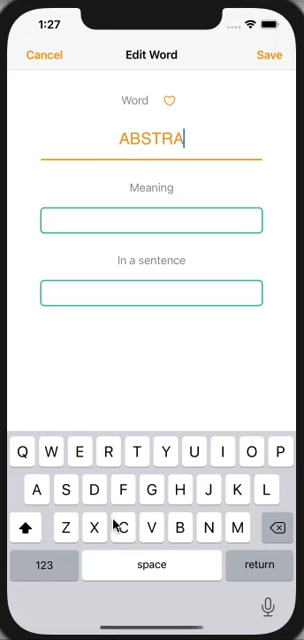 1:27
Cancel Edit Word Save
Word
ABSTRA
Meaning
In a sentence
Q W E R T Y U I O P
A S D F G H J K L
Z X C V B N M
123 space return